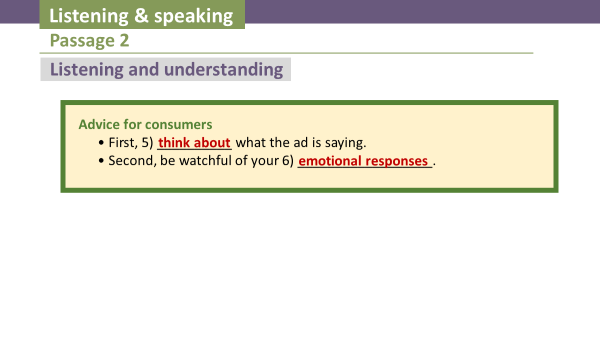 Listening & speaking
Passage 2
Listening and understanding
Advice for consumers
• First, 5) think about what the ad is saying.
• Second, be watchful of your 6) emotional responses .